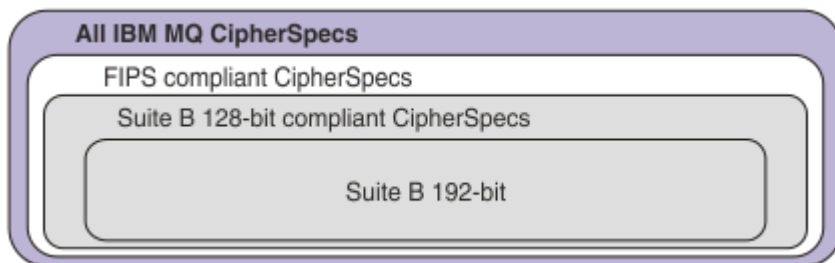 All IBM MQ CipherSpecs
FIPS compliant CipherSpecs
Suite B 128-bit compliant CipherSpecs
Suite B 192-bit